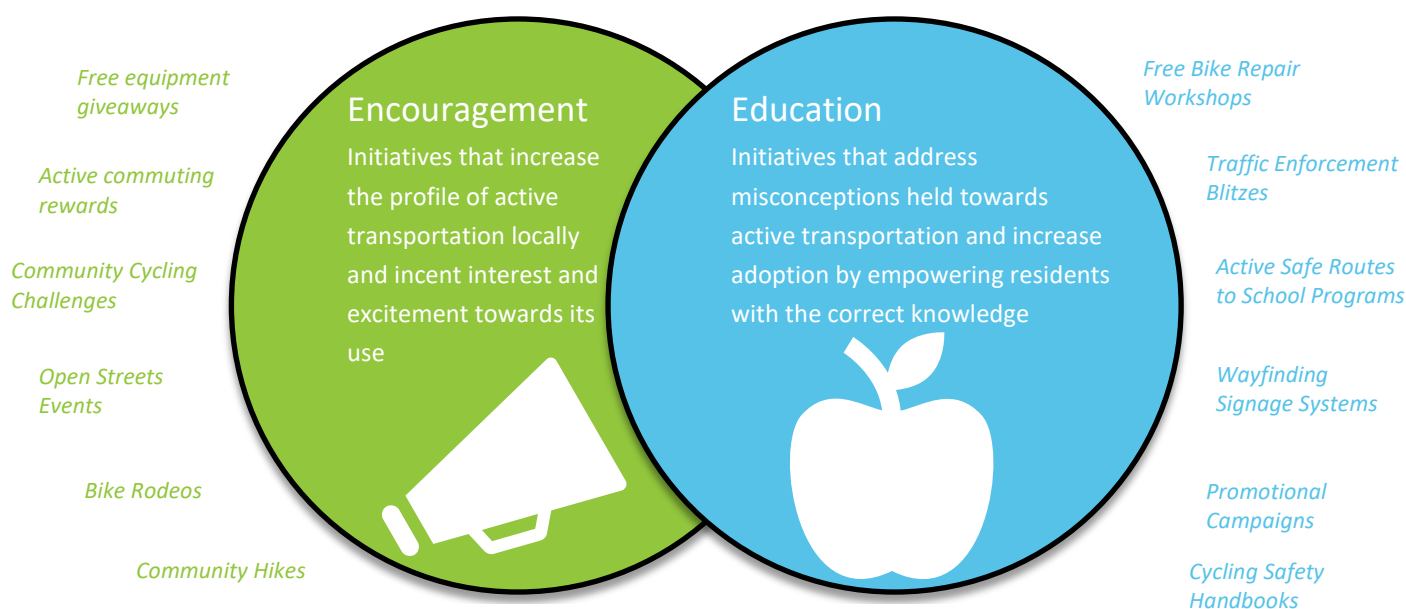 Free equipment
giveaways
Active commuting
rewards
Community Cycling
Challenges
Open Streets
Events
Bike Rodeos
Community Hikes
Encouragement
Initiatives that increase
the profile of active
transportation locally
and incent interest and
excitement towards its
use
Education
Initiatives that address
misconceptions held towards
active transportation and increase
adoption by empowering residents
with the correct knowledge
Free Bike Repair
Workshops
Traffic Enforcement
Blitzes
Active Safe Routes
to School Programs
Wayfinding
Signage Systems
Promotional
Campaigns
Cycling Safety
Handbooks